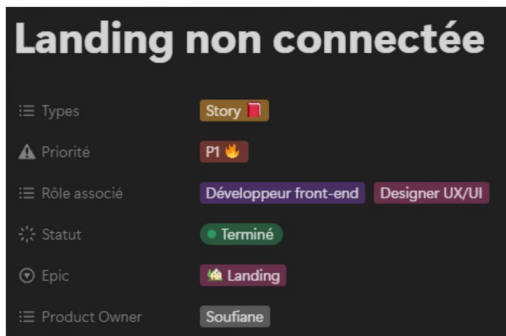 Landing non connectée
Types Story 📕
Priorité P1 🔥
Rôle associé Développeur front-end Designer UX/UI
Statut Terminé
Epic 🏡 Landing
Product Owner Soufiane